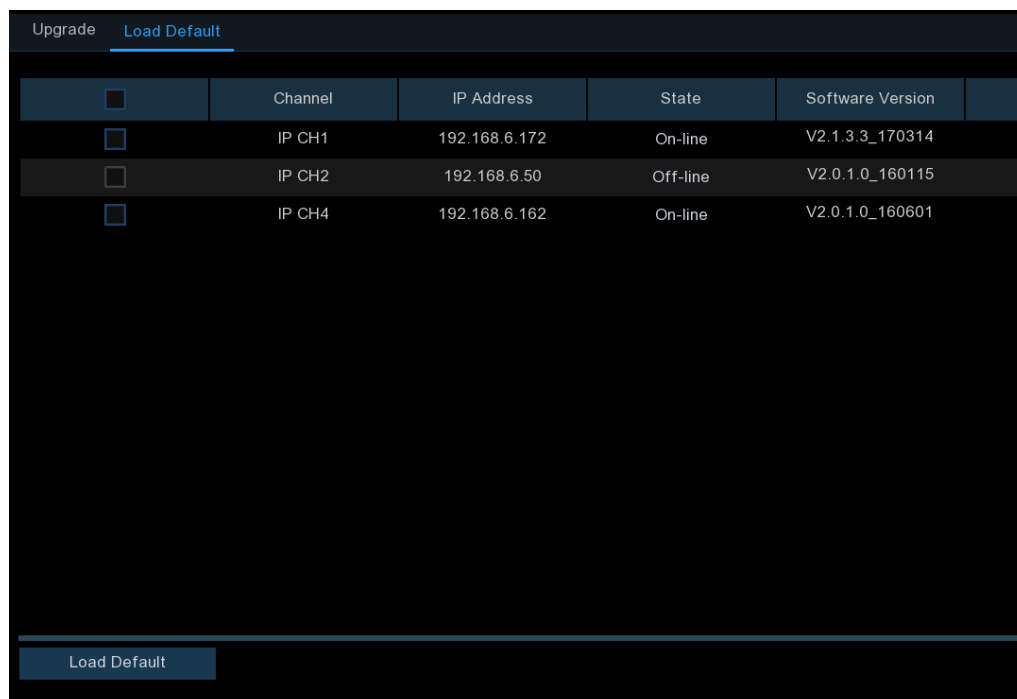 Upgrade Load Default
Channel IP Address State Software Version
IP CH1 192.168.6.172 On-line V2.1.3.3_170314
IP CH2 192.168.6.50 Off-line V2.0.1.0_160115
IP CH4 192.168.6.162 On-line V2.0.1.0_160601
Load Default